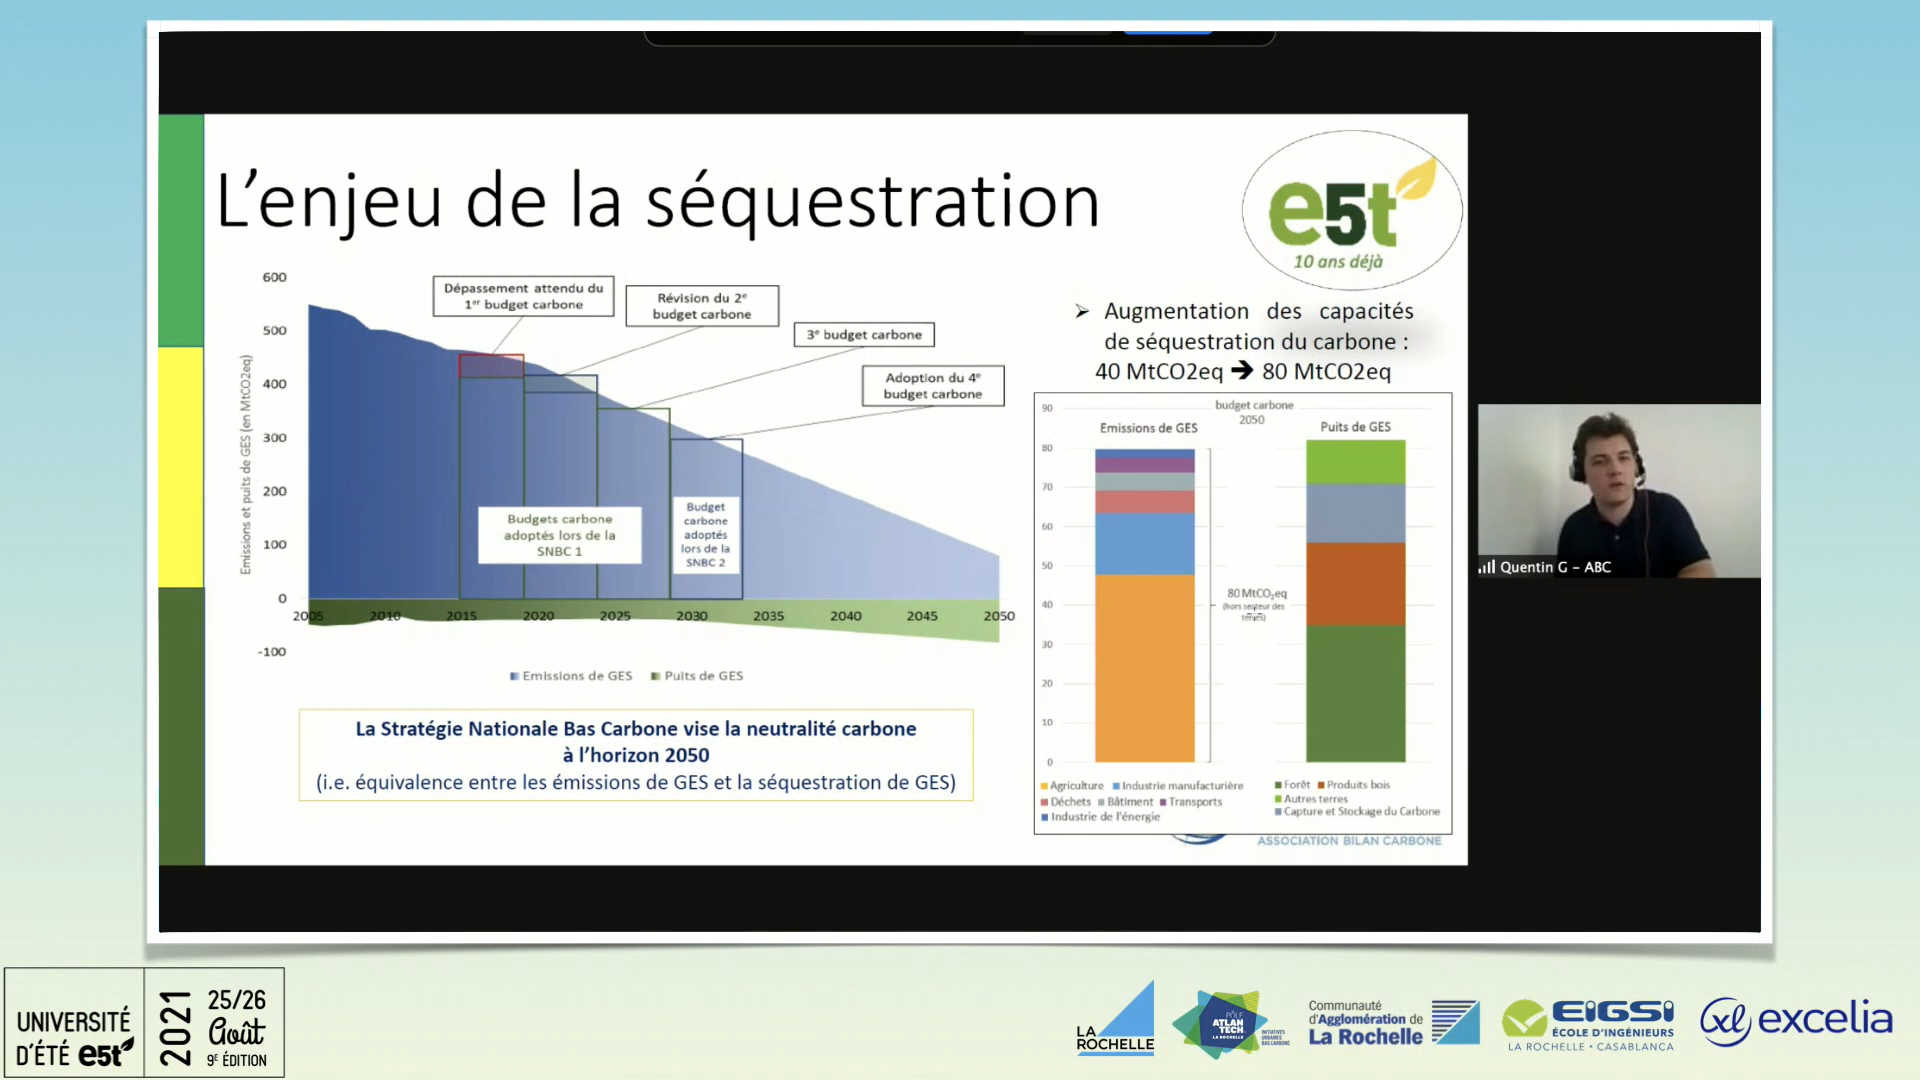 L'enjeu de la séquestration
e5t
10 ans déjà
600
500
400
300
200
100
0
-100
Emissions et puits de GES (en MtCO2eq)
Dépassement attendu du
1er budget carbone
Révision du 2e
budget carbone
3e budget carbone
Adoption du 4e
budget carbone
Budgets carbone
adoptés lors de la
SNBC 1
Budget
carbone
adoptés
lors de la
SNBC 2
2005 2010 2015 2020 2025 2030 2035 2040 2045 2050
Emissions de GES Puits de GES
La Stratégie Nationale Bas Carbone vise la neutralité carbone
à l'horizon 2050
(i.e. équivalence entre les émissions de GES et la séquestration de GES)
➢ Augmentation des capacités
de séquestration du carbone :
40 MtCO2eq ➔ 80 MtCO2eq
budget carbone
2050
Emissions de GES
Puits de GES
90
80
70
60
50
40
30
20
10
0
80 MtCO₂eq
(hors secteur des
terres)
Agriculture Industrie manufacturière
Déchets Bâtiment Transports
Industrie de l'énergie
Forêt Produits bois
Autres terres
Capture et Stockage du Carbone
ASSOCIATION BILAN CARBONE
Quentin G – ABC
UNIVERSITÉ
D'ÉTÉ e5t
2021
25/26
Août
9E ÉDITION
LA
ROCHELLE
PÔLE
ATLAN
TECH
LA ROCHELLE
INITIATIVES
URBAINES
BAS CARBONE
Communauté
d'Agglomération de
La Rochelle
EIGSI
ÉCOLE D'INGÉNIEURS
LA ROCHELLE • CASABLANCA
excelia